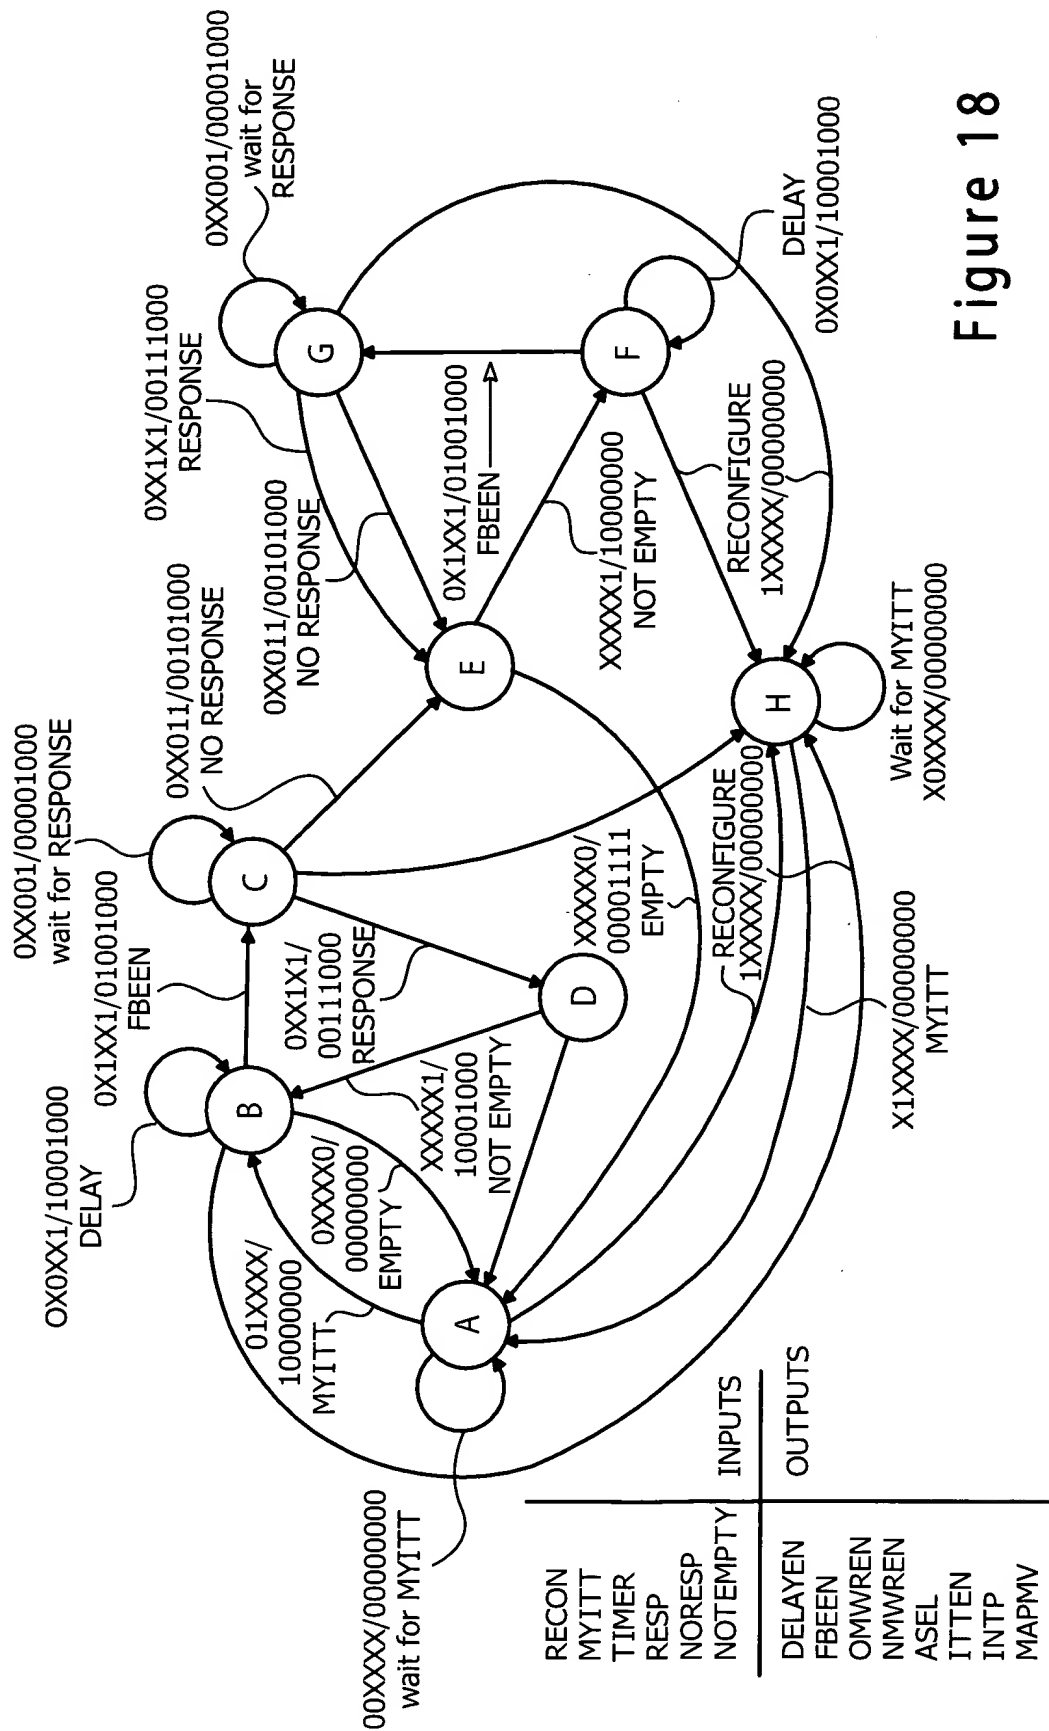 0XX001/00001000
wait for RESPONSE
0X1XX1/01001000
FBEEN
OX0XX1/10001000
DELAY
0XX011/00101000
NO RESPONSE
0XX1X1/00111000
RESPONSE
0XX001/00001000
wait for
RESPONSE
0XX011/00101000
NO RESPONSE
01XXXX/
10000000
MYITT
0XXXX0/
00000000
EMPTY
XXXXX1/
10001000
NOT EMPTY
0XX1X1/
00111000
RESPONSE
XXXXX0/
00001111
EMPTY
0X1XX1/01001000
FBEEN
XXXXX1/10000000
NOT EMPTY
DELAY
0X0XX1/10001000
RECONFIGURE
1XXXXX/00000000
RECONFIGURE
1XXXXX/00000000
Wait for MYITT
X0XXXX/00000000
X1XXXX/00000000
MYITT
00XXXX/00000000
wait for MYITT
A
B
C
D
E
F
G
H
RECON
MYITT
TIMER
RESP
NORESP
NOTEMPTY
INPUTS
DELAYEN
FBEEN
OMWREN
NMWREN
ASEL
ITTEN
INTP
MAPMV
OUTPUTS
Figure 18